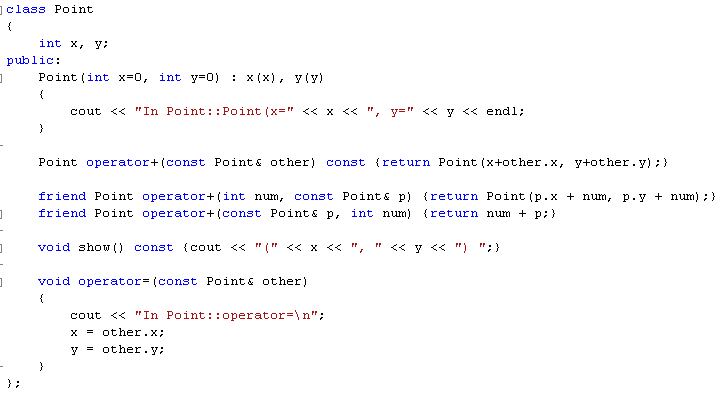 class Point
{
    int x, y;
public:
    Point(int x=0, int y=0) : x(x), y(y)
    {
        cout << "In Point::Point(x=" << x << ", y=" << y << endl;
    }
    Point operator+(const Point& other) const {return Point(x+other.x, y+other.y);}
    friend Point operator+(int num, const Point& p) {return Point(p.x + num, p.y + num);}
    friend Point operator+(const Point& p, int num) {return num + p;}
    void show() const {cout << "(" << x << ", " << y << ") ";}
    void operator=(const Point& other)
    {
        cout << "In Point::operator=\n";
        x = other.x;
        y = other.y;
    }
};